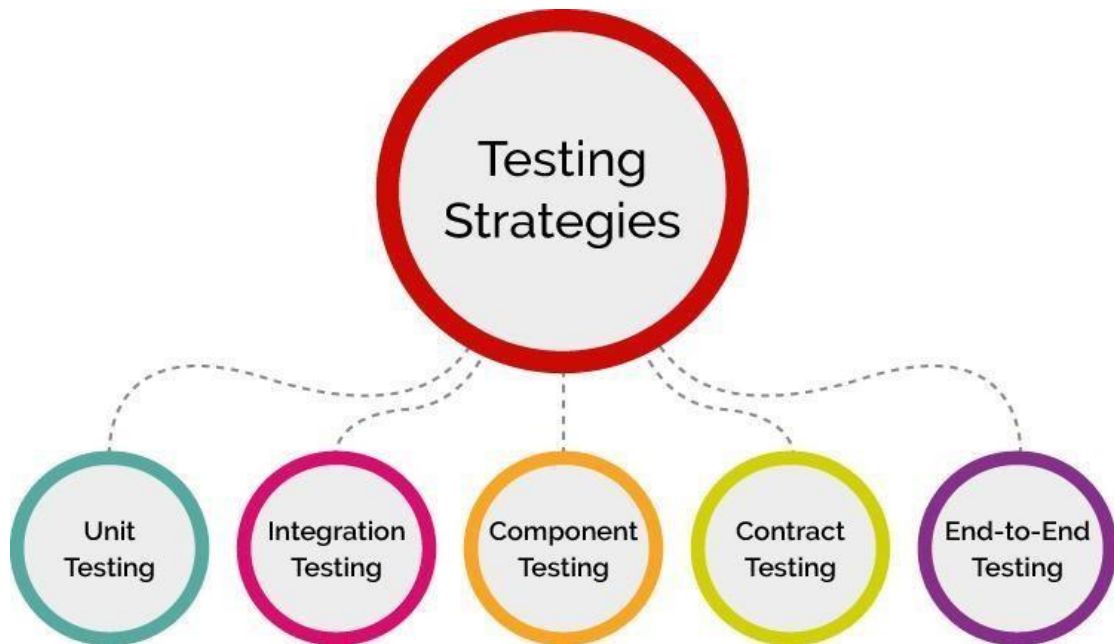 Testing
Strategies
Unit
Testing
Integration
Testing
Component
Testing
Contract
Testing
End-to-End
Testing